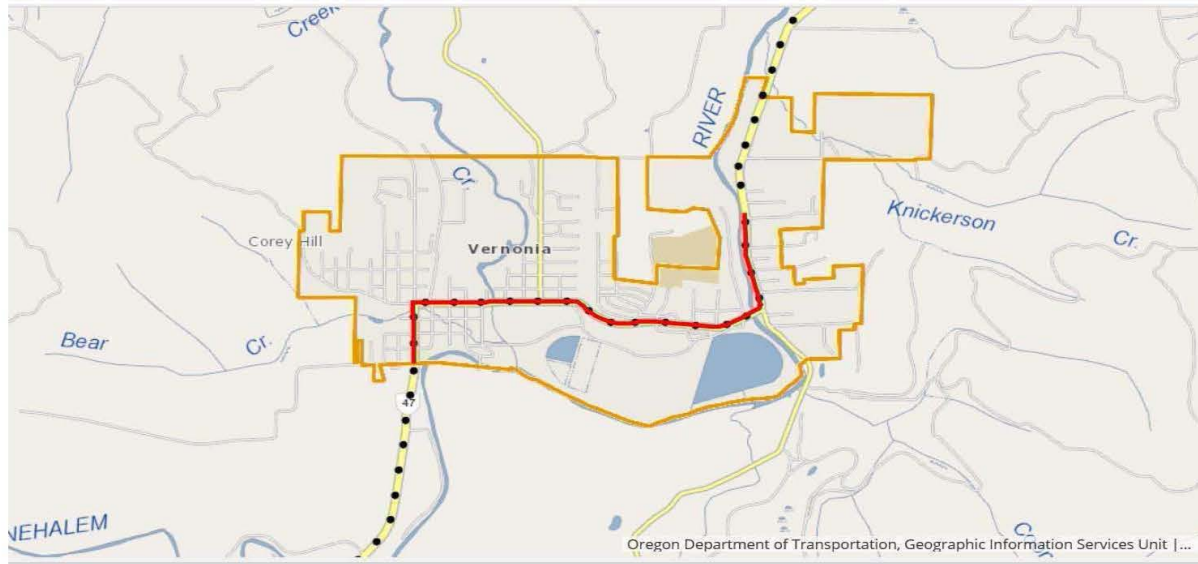 Creek
RIVER
Cr.
Knickerson
Corey Hill
Vernonia
Cr.
Bear
Cr.
47
NEHALEM
Oregon Department of Transportation, Geographic Information Services Unit |...